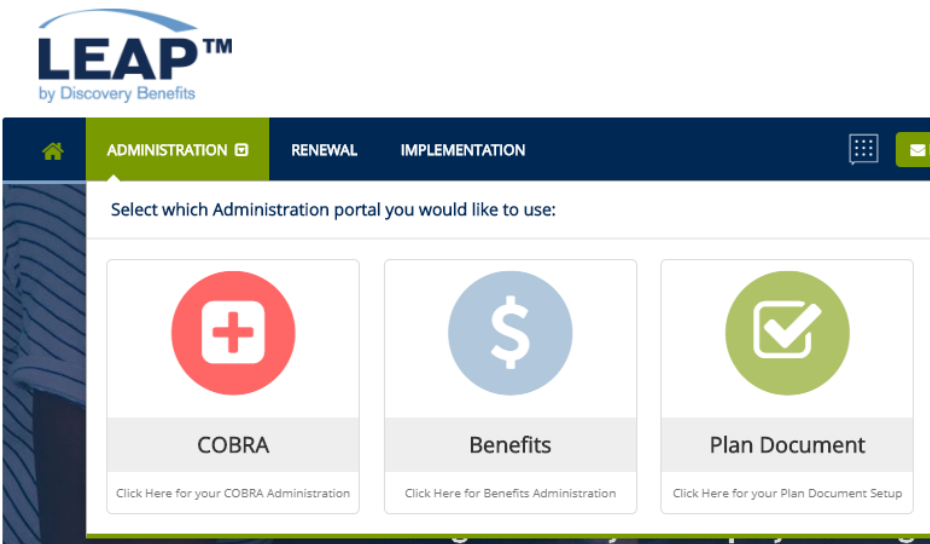 LEAP™
by Discovery Benefits
ADMINISTRATION RENEWAL IMPLEMENTATION
Select which Administration portal you would like to use:
COBRA
Click Here for your COBRA Administration
Benefits
Click Here for Benefits Administration
Plan Document
Click Here for your Plan Document Setup